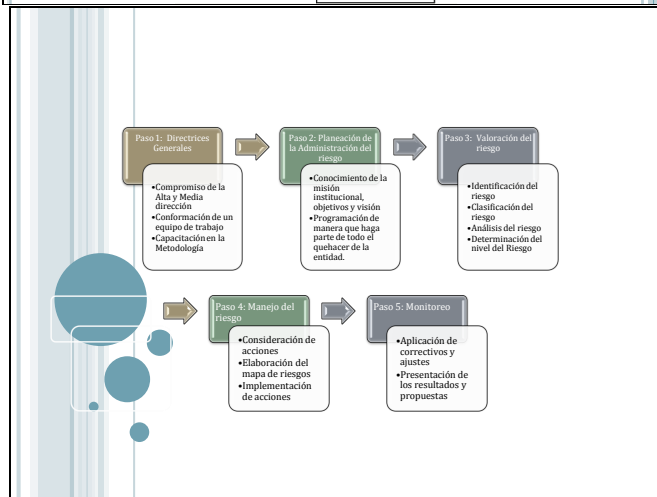 Paso 1:  Directrices
Generales
•Compromiso de la
Alta y Media
dirección
•Conformación de un
equipo de trabajo
•Capacitación en la
Metodología
Paso 2: Planeación de
la Administración del
riesgo
•Conocimiento de la
misión
institucional,
objetivos y visión
•Programación de
manera que haga
parte de todo el
quehacer de la
entidad.
Paso 3:  Valoración del
riesgo
•Identificación del
riesgo
•Clasificación del
riesgo
•Análisis del riesgo
•Determinación del
nivel del Riesgo
Paso 4: Manejo del
riesgo
•Consideración de
acciones
•Elaboración del
mapa de riesgos
•Implementación
de acciones
Paso 5: Monitoreo
•Aplicación de
correctivos y
ajustes
•Presentación de
los resultados y
propuestas